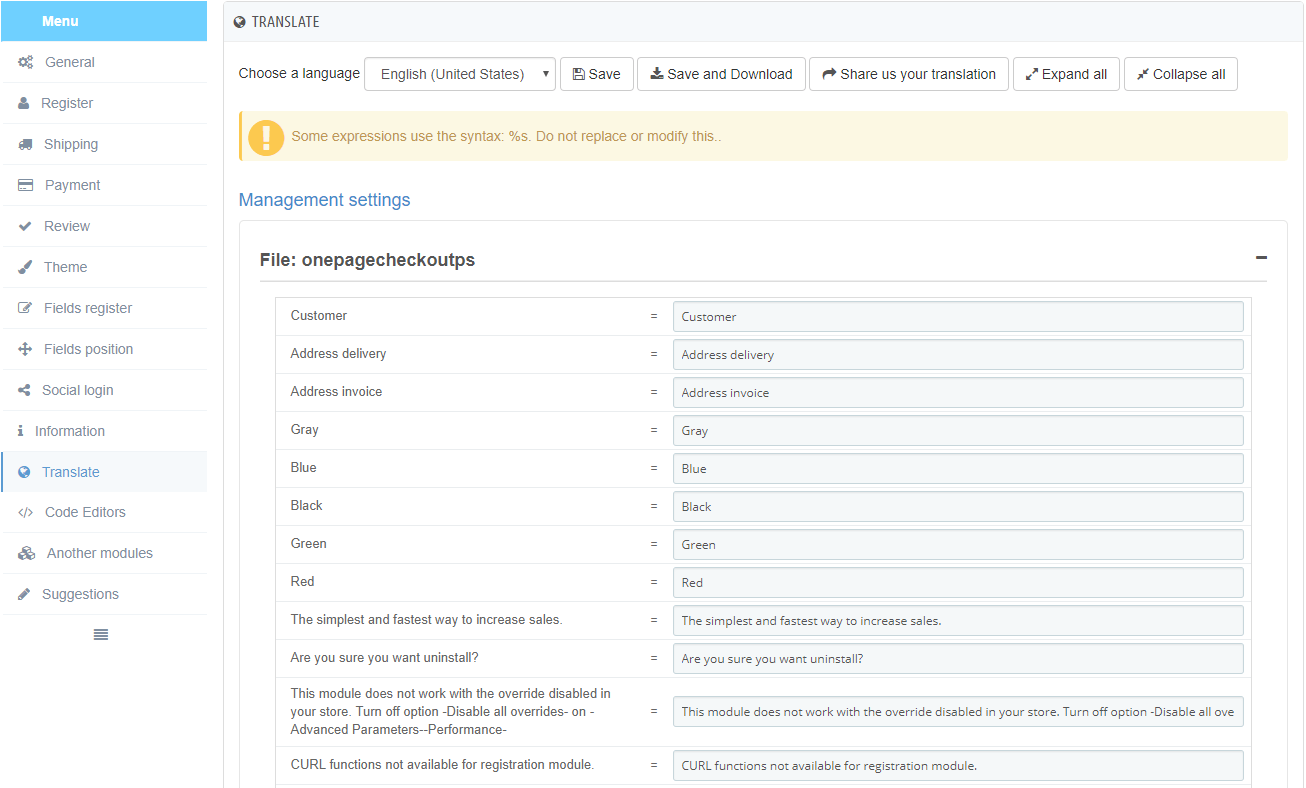 Menu
General
Register
Shipping
Payment
Review
Theme
Fields register
Fields position
Social login
Information
Translate
Code Editors
Another modules
Suggestions
TRANSLATE
Choose a language English (United States) Save Save and Download Share us your translation Expand all Collapse all
Some expressions use the syntax: %s. Do not replace or modify this..
Management settings
File: onepagecheckoutps
Customer = Customer
Address delivery = Address delivery
Address invoice = Address invoice
Gray = Gray
Blue = Blue
Black = Black
Green = Green
Red = Red
The simplest and fastest way to increase sales. = The simplest and fastest way to increase sales.
Are you sure you want uninstall? = Are you sure you want uninstall?
This module does not work with the override disabled in
your store. Turn off option -Disable all overrides- on -
Advanced Parameters--Performance-
= This module does not work with the override disabled in your store. Turn off option -Disable all ove
CURL functions not available for registration module. = CURL functions not available for registration module.